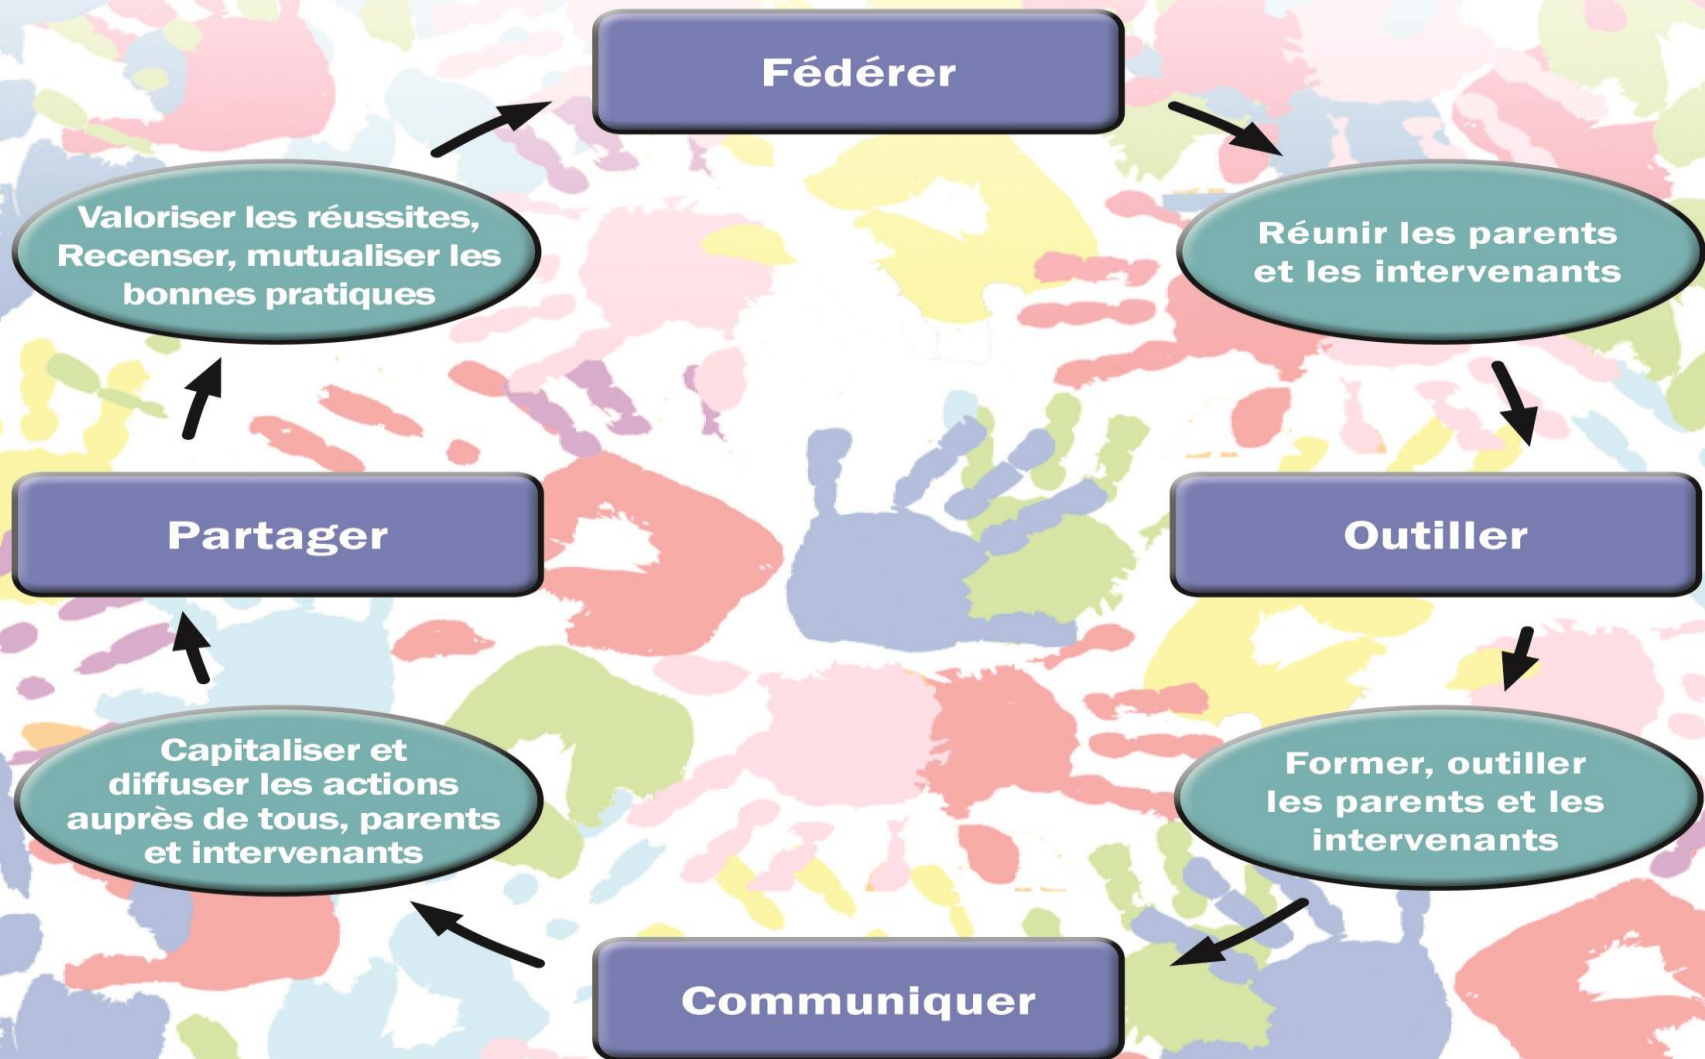 Fédérer
Réunir les parents
et les intervenants
Outiller
Former, outiller
les parents et les
intervenants
Communiquer
Capitaliser et
diffuser les actions
auprès de tous, parents
et intervenants
Partager
Valoriser les réussites,
Recenser, mutualiser les
bonnes pratiques